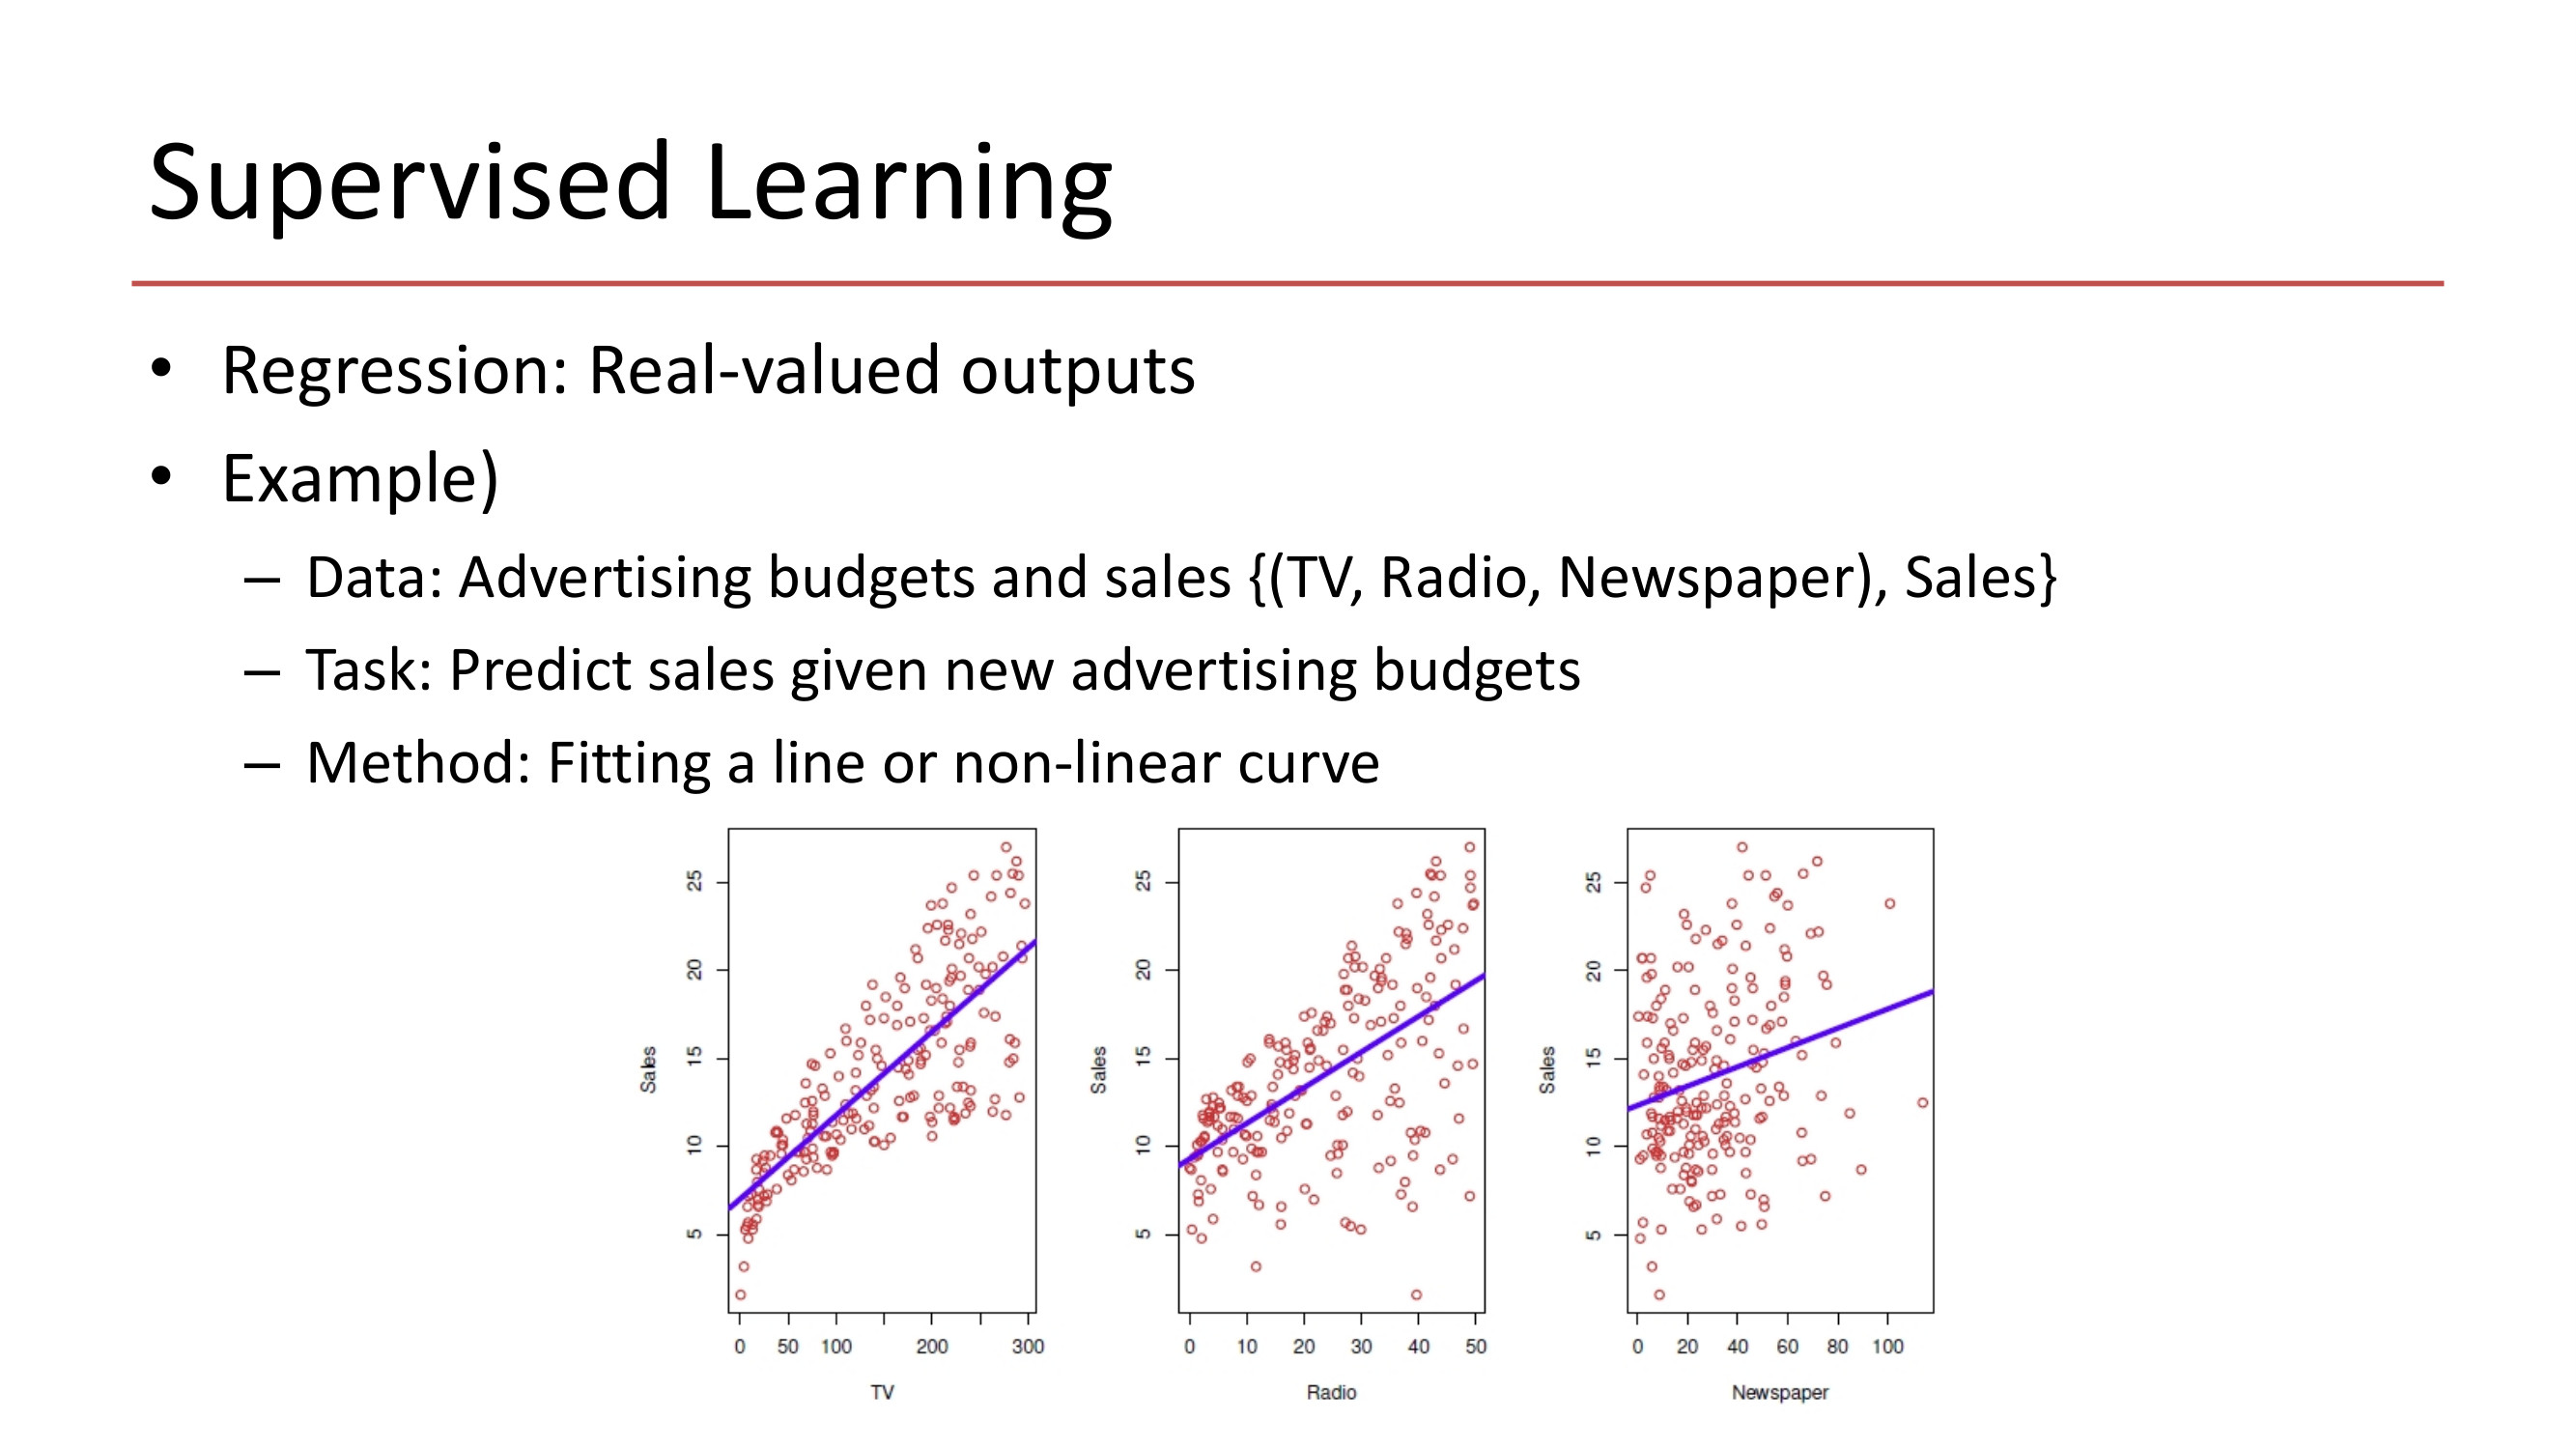 Supervised Learning
• Regression: Real-valued outputs
• Example)
– Data: Advertising budgets and sales {(TV, Radio, Newspaper), Sales}
– Task: Predict sales given new advertising budgets
– Method: Fitting a line or non-linear curve
Sales
5 10 15 20 25
0 50 100 200 300
TV
Sales
5 10 15 20 25
0 10 20 30 40 50
Radio
Sales
5 10 15 20 25
0 20 40 60 80 100
Newspaper